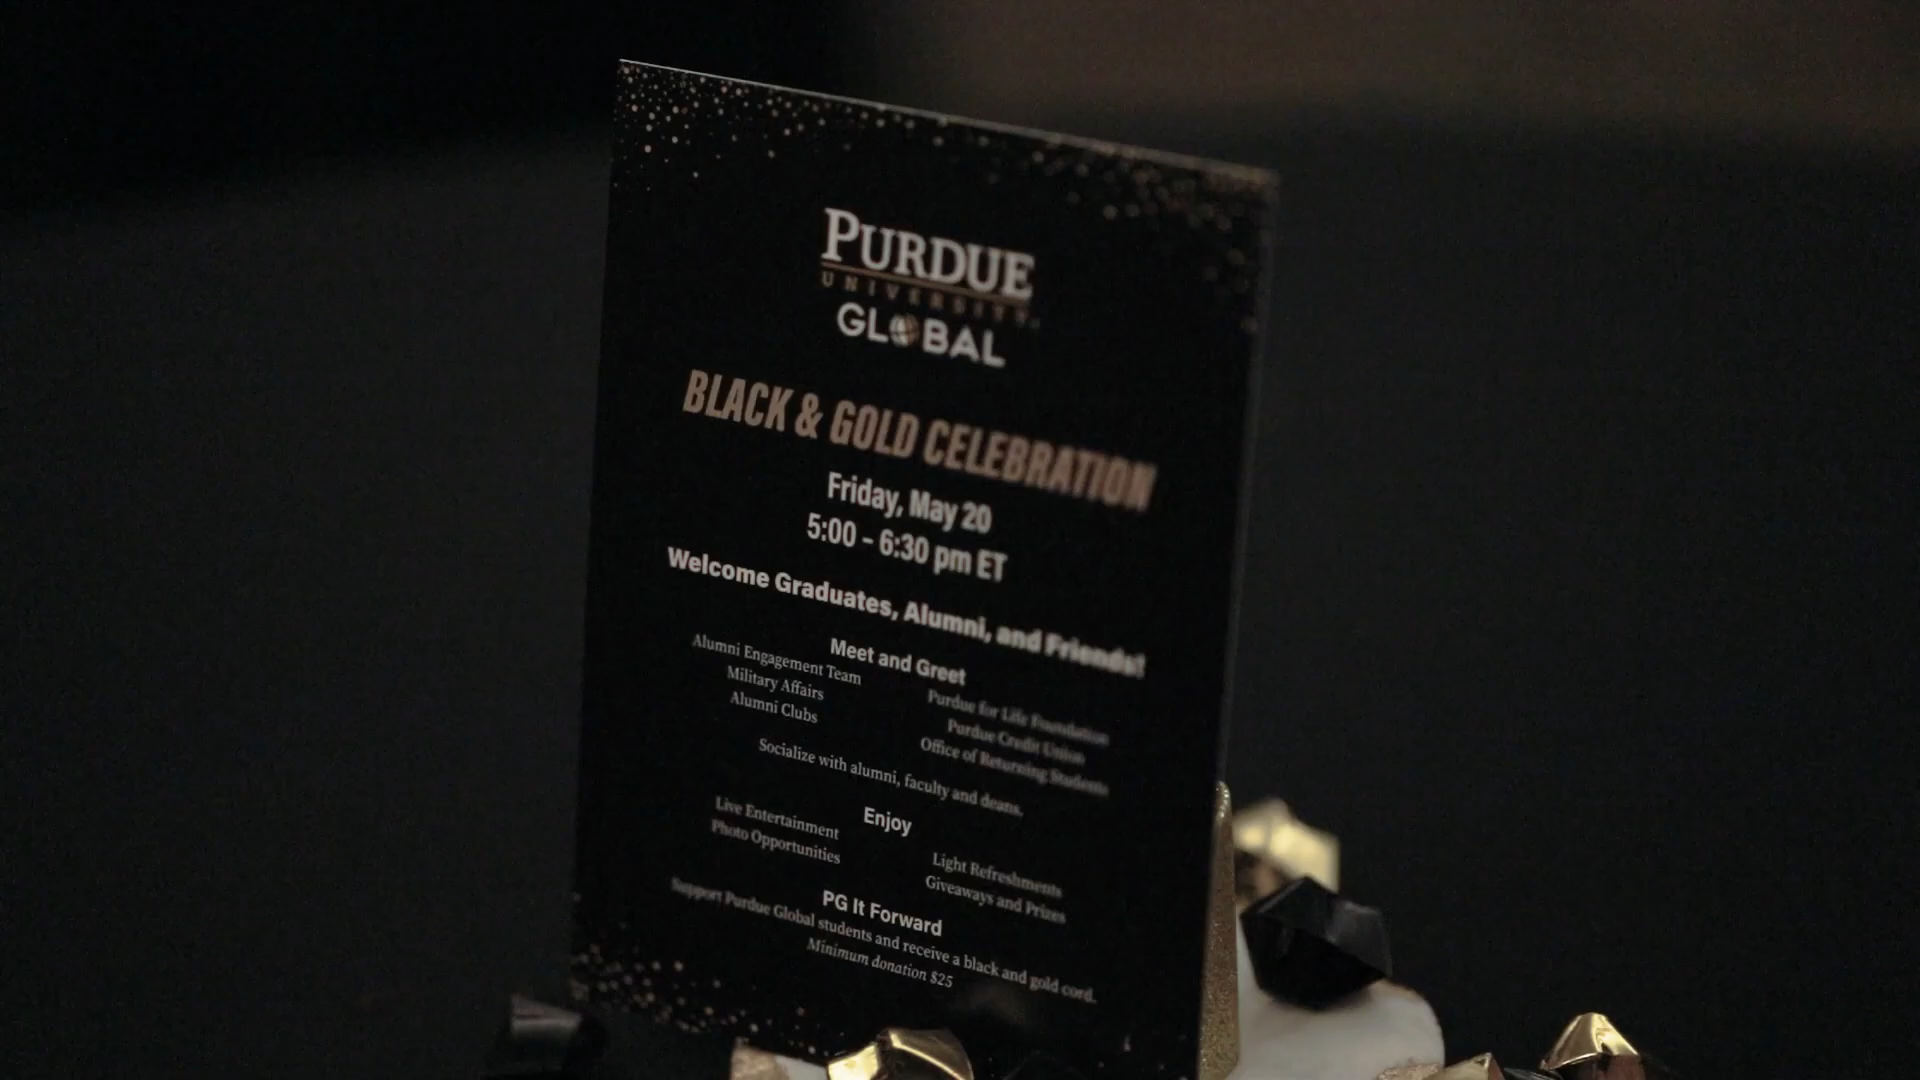 PURDUE
UNIVERSITY
GLOBAL
BLACK & GOLD CELEBRATION
Friday, May 20
5:00 - 6:30 pm ET
Welcome Graduates, Alumni, and Friends!
Meet and Greet
Alumni Engagement Team
Military Affairs
Alumni Clubs
Purdue for Life Foundation
Purdue Credit Union
Office of Returning Students
Socialize with alumni, faculty and deans.
Enjoy
Live Entertainment
Photo Opportunities
Light Refreshments
Giveaways and Prizes
PG It Forward
Support Purdue Global students and receive a black and gold cord.
Minimum donation $25